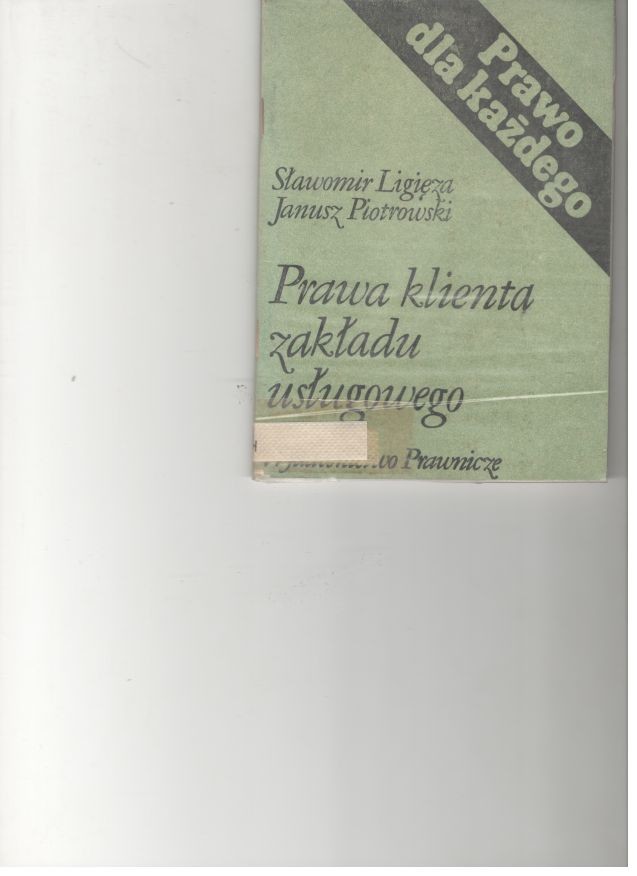 Prawo
dla każdego
Sławomir Ligięza
Janusz Piotrowski
Prawa klienta
zakładu
usługowego
Prawnicze